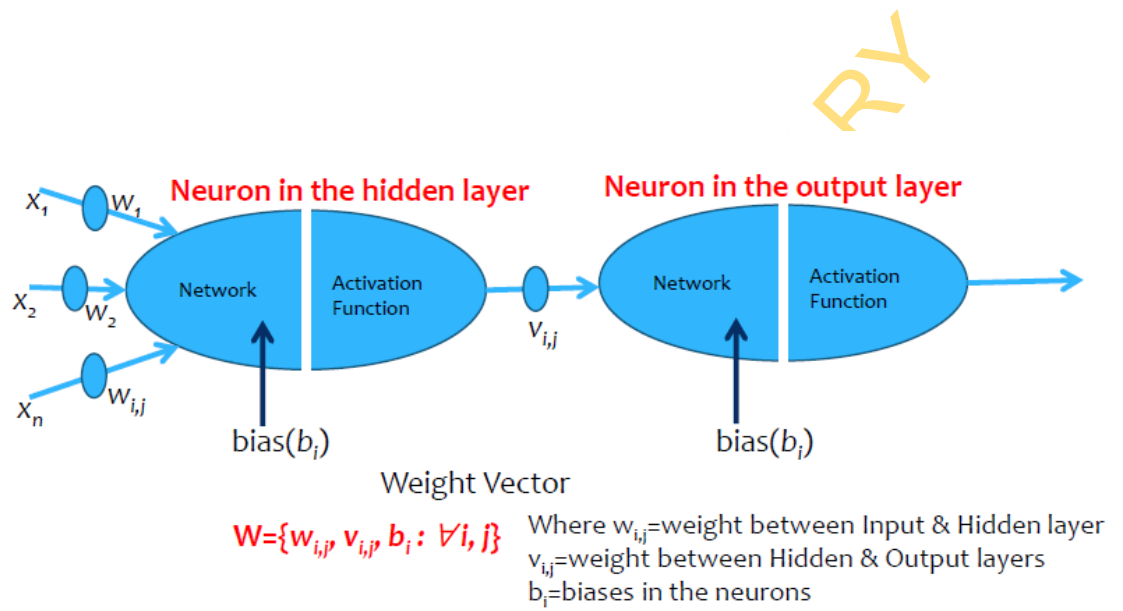 RY
Neuron in the hidden layer
Neuron in the output layer
x1
w1
x2
w2
xn
wi,j
Network
Activation
Function
vi,j
Network
Activation
Function
bias(bi)
bias(bi)
Weight Vector
W={wi,j, vi,j, bi : ∀i, j}
Where wi,j=weight between Input & Hidden layer
vi,j=weight between Hidden & Output layers
bi=biases in the neurons